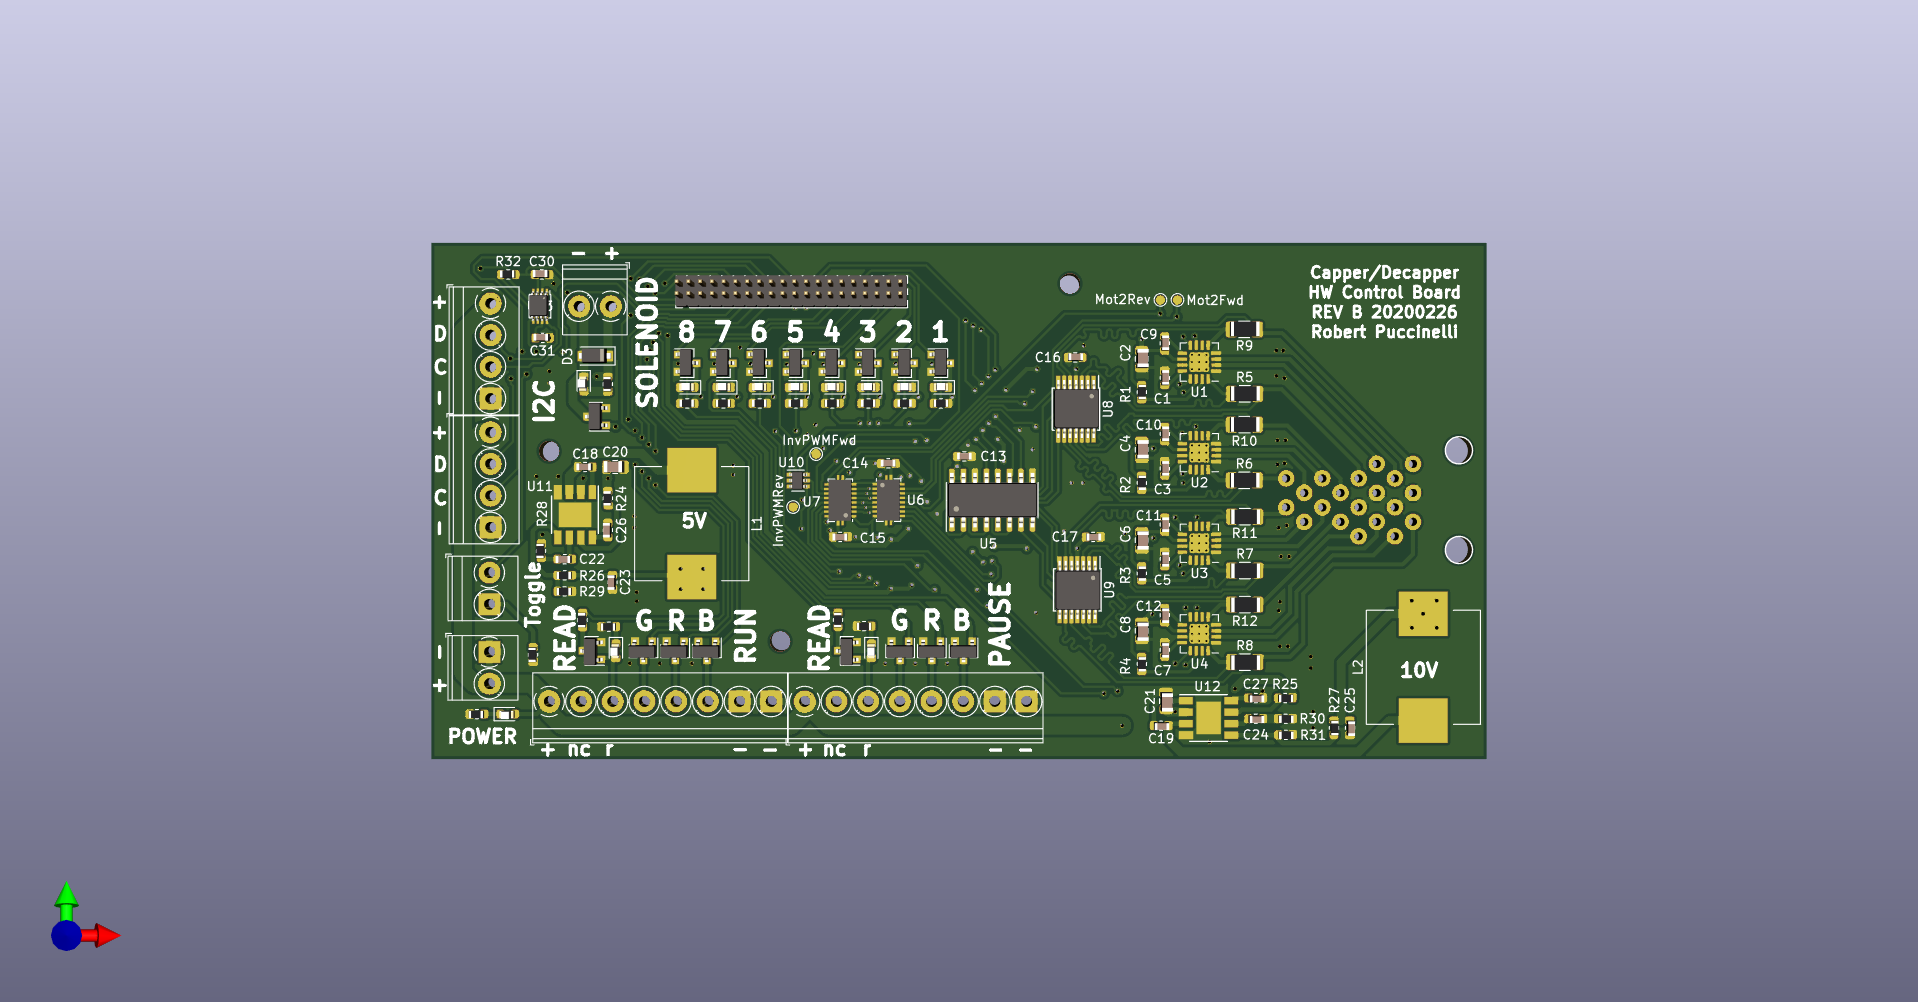 Capper/Decapper
HW Control Board
REV B 20200226
Robert Puccinelli
R32 C30
- +
+
D
C
-
C31
D3
I2C
SOLENOID
8 7 6 5 4 3 2 1
Mot2Rev Mot2Fwd
+
D
C
-
C18 C20
U11
R28
R24
C26
C22
R26
R29
C23
5V
L1
InvPWMFwd
U10
InvPWMRev
U7
C14
U6
C15
C13
U5
C16
U8
C17
U9
C9
C2
R1
C1
U1
R9
R5
C10
C4
R2
C3
U2
R10
R6
C11
C6
R3
C5
U3
R11
R7
C12
C8
R4
C7
U4
R12
R8
Toggle
READ
G R B
RUN
READ
G R B
PAUSE
-
+
POWER
+ nc r - -
+ nc r - -
U12
C21
C19
C27 R25
R30
C24 R31
R27
C25
L2
10V